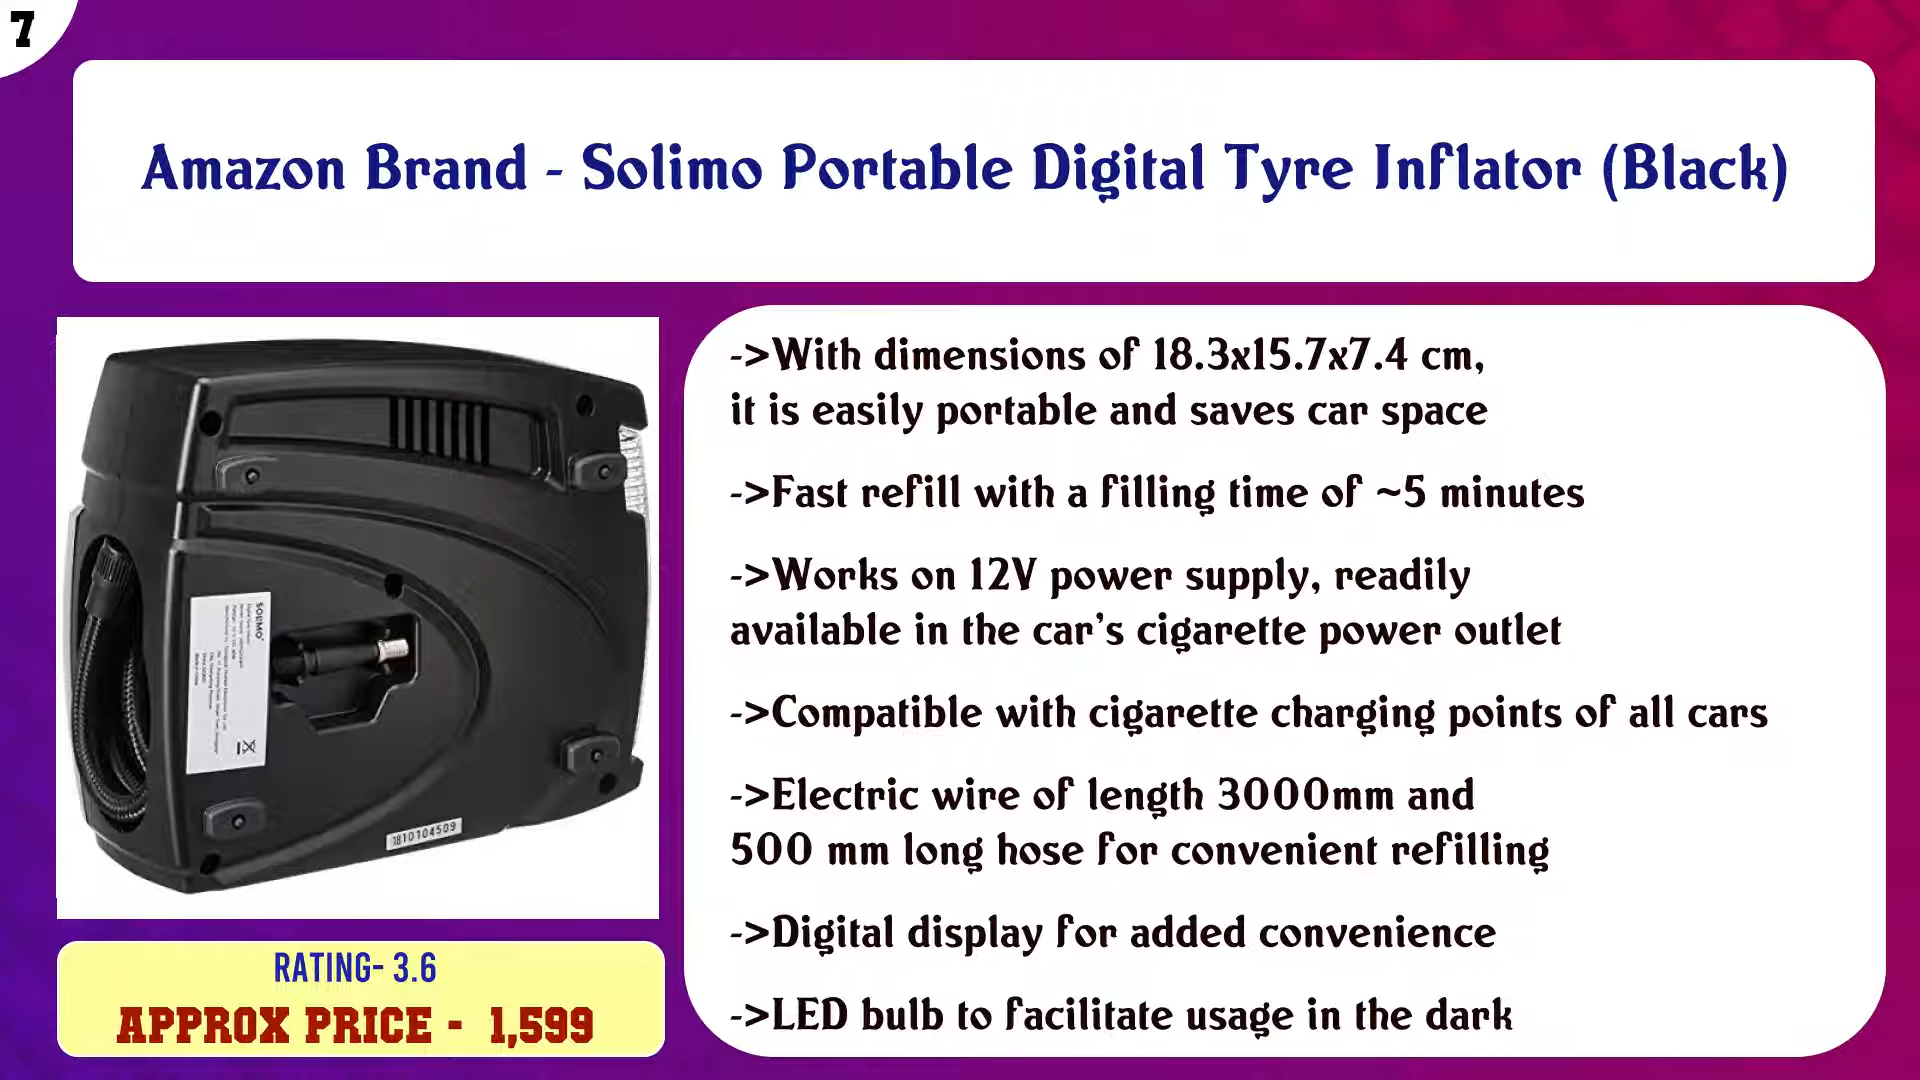 7
Amazon Brand - Solimo Portable Digital Tyre Inflator (Black)
->With dimensions of 18.3x15.7x7.4 cm,
it is easily portable and saves car space
->Fast refill with a filling time of ~5 minutes
->Works on 12V power supply, readily
available in the car's cigarette power outlet
->Compatible with cigarette charging points of all cars
->Electric wire of length 3000mm and
500 mm long hose for convenient refilling
->Digital display for added convenience
->LED bulb to facilitate usage in the dark
SOLIMO
1810104509
RATING- 3.6
APPROX PRICE - 1,599